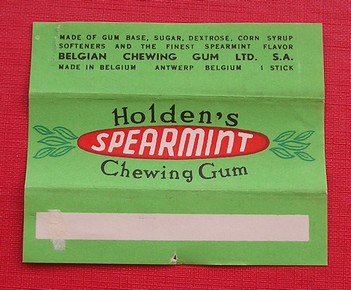 MADE OF GUM BASE, SUGAR, DEXTROSE, CORN SYRUP
SOFTENERS AND THE FINEST SPEARMINT FLAVOR
BELGIAN CHEWING GUM LTD. S.A.
MADE IN BELGIUM ANTWERP BELGIUM 1 STICK
Holden's
SPEARMINT
Chewing Gum